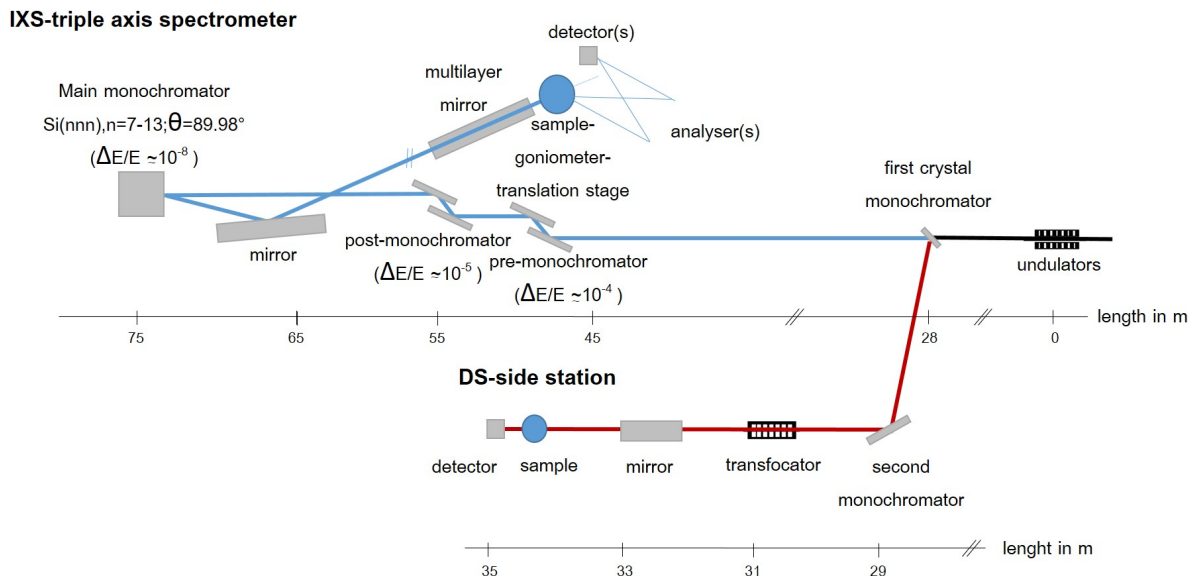 IXS-triple axis spectrometer
detector(s)
multilayer
mirror
Main monochromator
Si(nnn),n=7-13;θ=89.98°
(ΔE/E ≈10⁻⁸)
sample-
goniometer-
translation stage
analyser(s)
first crystal
monochromator
mirror
post-monochromator
(ΔE/E ≈10⁻⁵)
pre-monochromator
(ΔE/E ≈10⁻⁴)
undulators
length in m
75
65
55
45
28
0
DS-side station
detector
sample
mirror
transfocator
second
monochromator
lenght in m
35
33
31
29